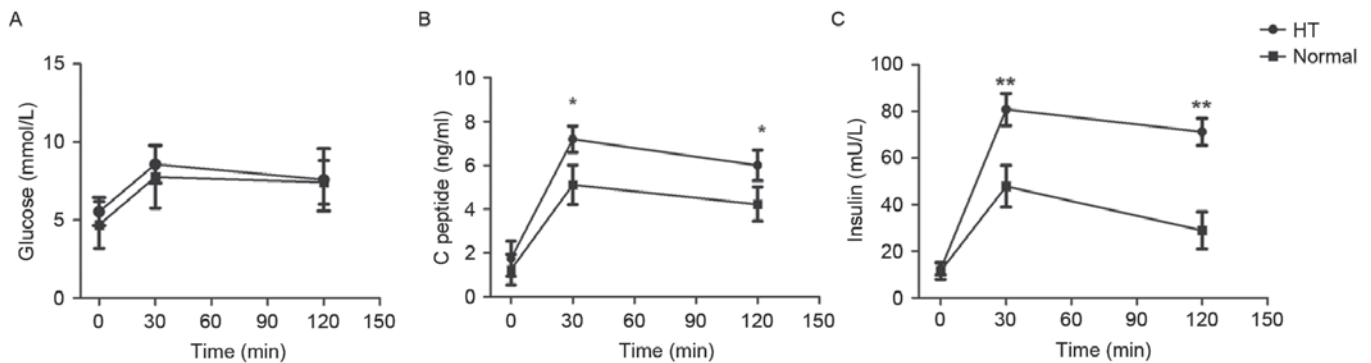 A
Glucose (mmol/L)
15
10
5
0
0 30 60 90 120 150
Time (min)
B
C peptide (ng/ml)
10
8
6
4
2
0
* *
0 30 60 90 120 150
Time (min)
C
Insulin (mU/L)
100
80
60
40
20
0
** **
0 30 60 90 120 150
Time (min)
HT
Normal